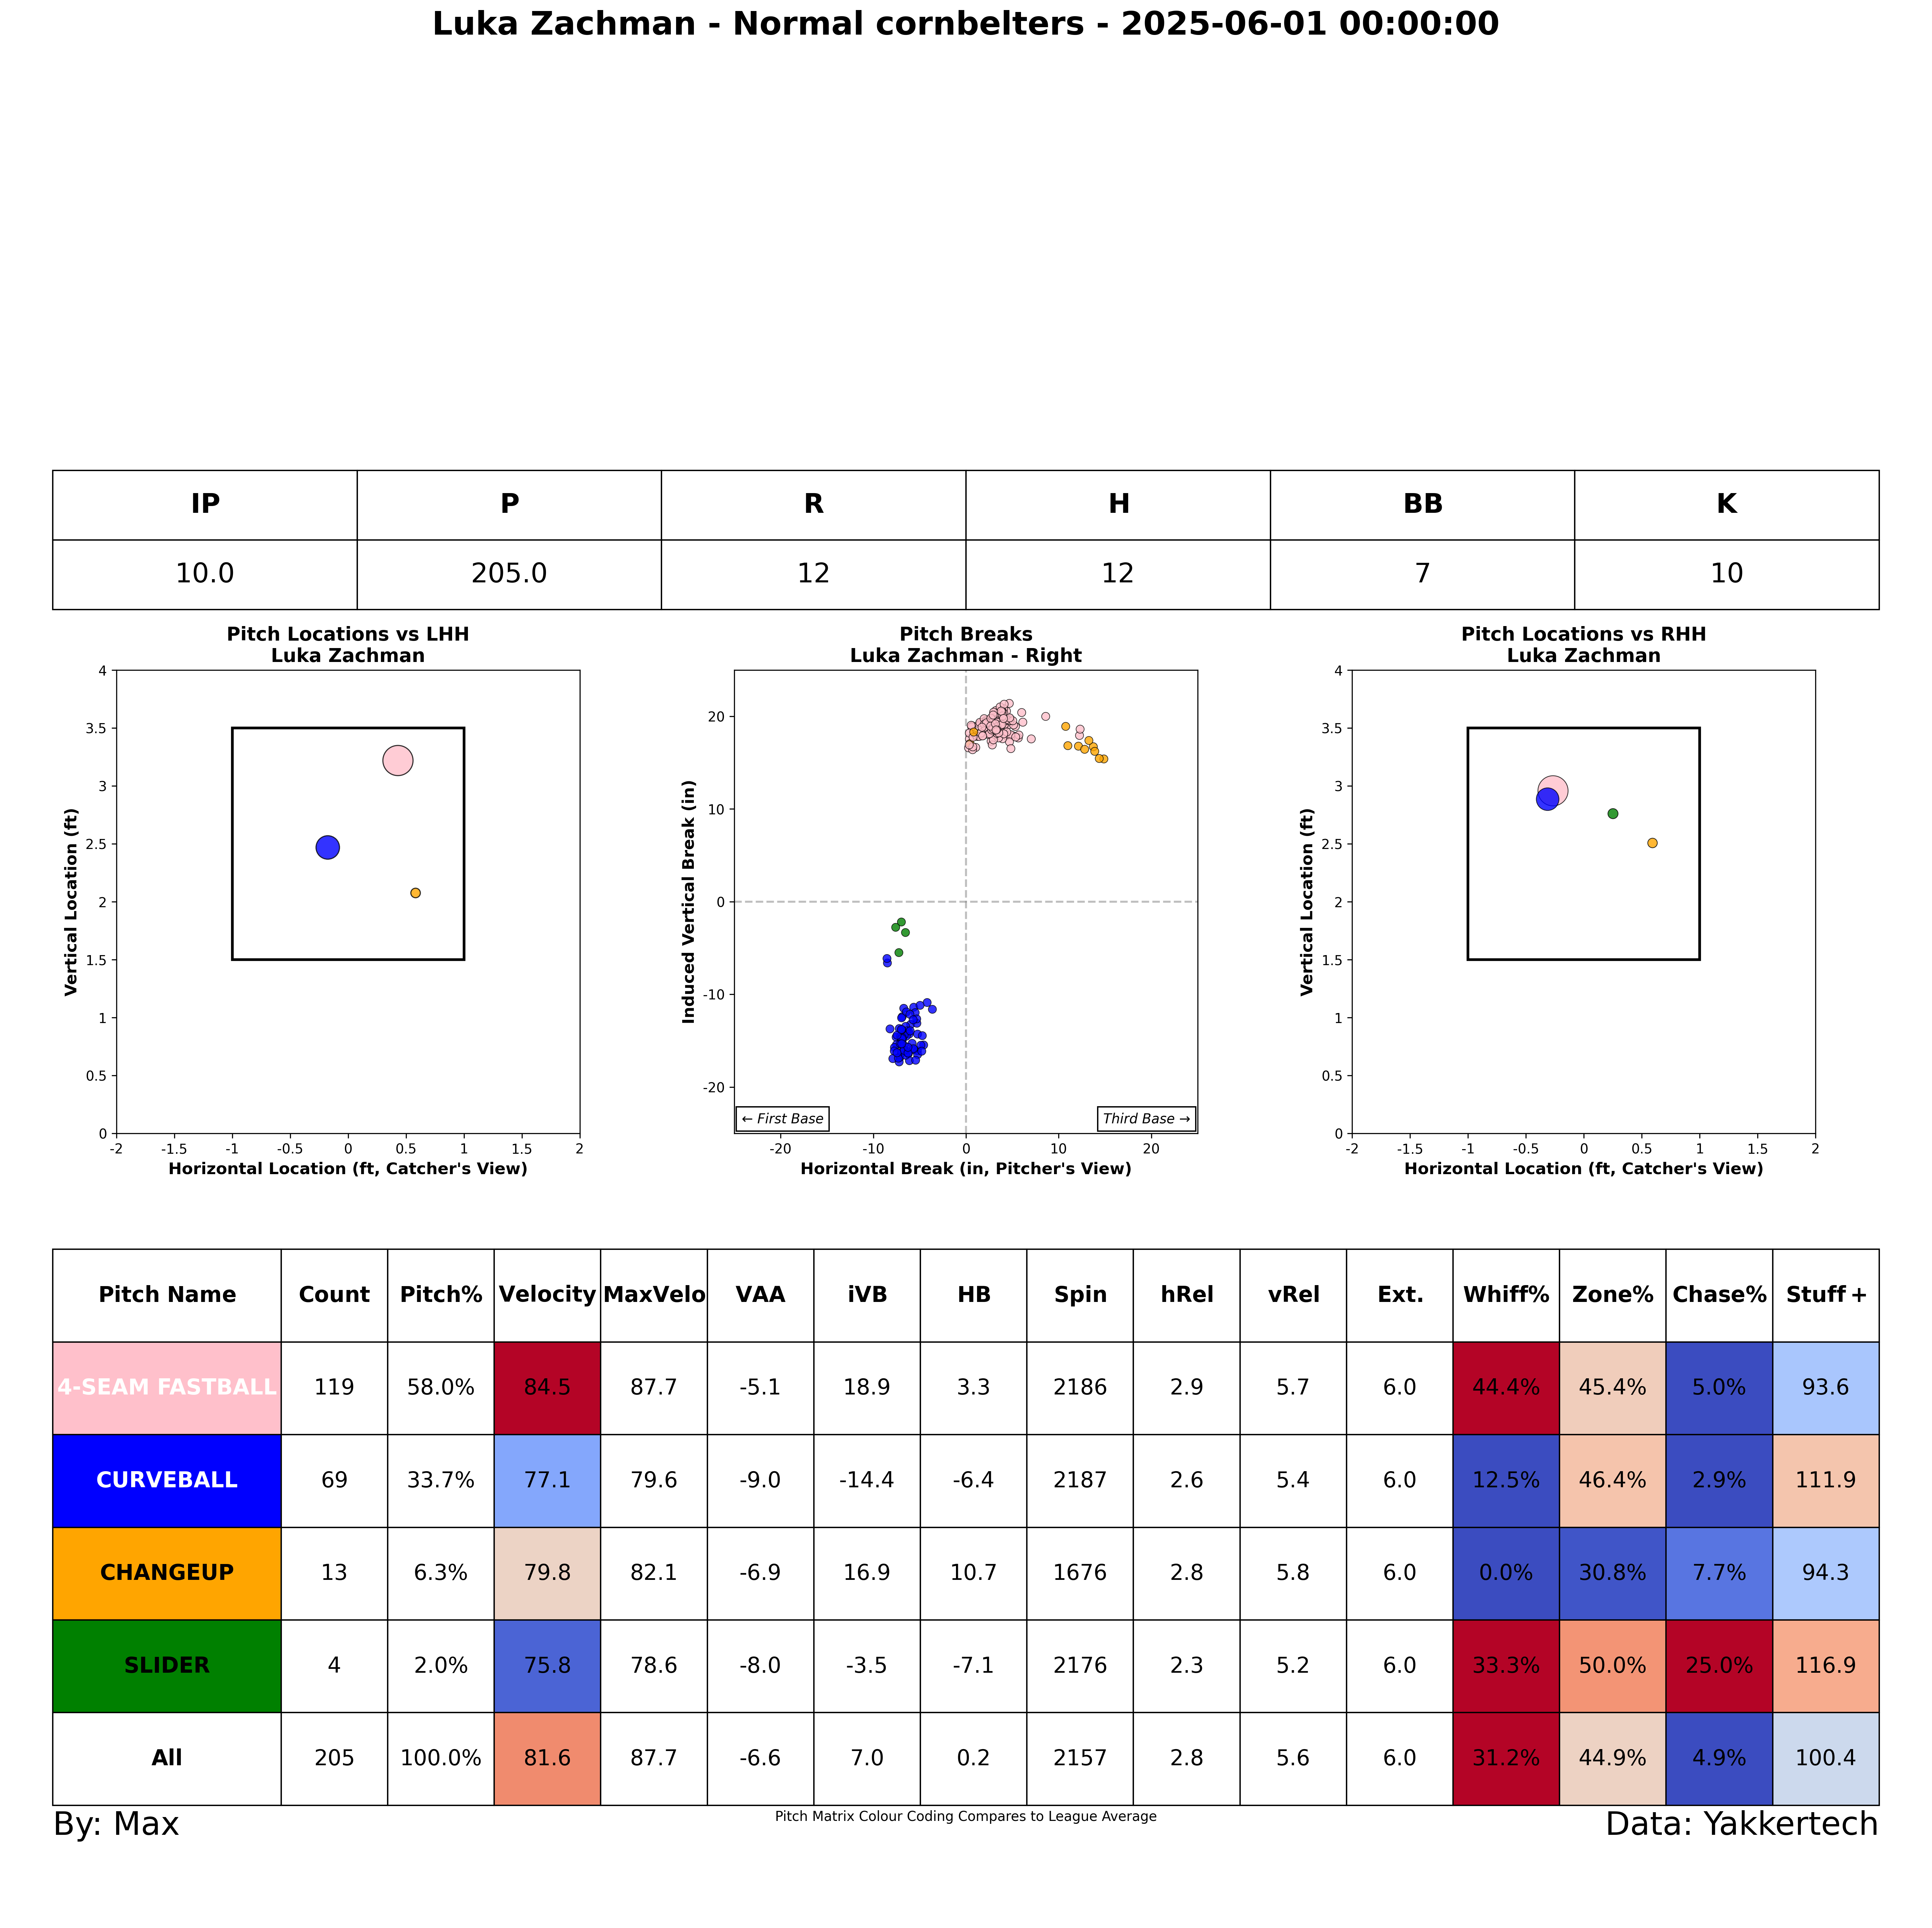 Luka Zachman - Normal cornbelters - 2025-06-01 00:00:00
IP P R H BB K
10.0 205.0 12 12 7 10
Pitch Locations vs LHH
Luka Zachman
4
3.5
3
2.5
2
1.5
1
0.5
0
-2 -1.5 -1 -0.5 0 0.5 1 1.5 2
Vertical Location (ft)
Horizontal Location (ft, Catcher's View)
Pitch Breaks
Luka Zachman - Right
20
10
0
-10
-20
← First Base Third Base →
-20 -10 0 10 20
Induced Vertical Break (in)
Horizontal Break (in, Pitcher's View)
Pitch Locations vs RHH
Luka Zachman
4
3.5
3
2.5
2
1.5
1
0.5
0
-2 -1.5 -1 -0.5 0 0.5 1 1.5 2
Vertical Location (ft)
Horizontal Location (ft, Catcher's View)
Pitch Name Count Pitch% Velocity MaxVelo VAA iVB HB Spin hRel vRel Ext. Whiff% Zone% Chase% Stuff+
4-SEAM FASTBALL 119 58.0% 84.5 87.7 -5.1 18.9 3.3 2186 2.9 5.7 6.0 44.4% 45.4% 5.0% 93.6
CURVEBALL 69 33.7% 77.1 79.6 -9.0 -14.4 -6.4 2187 2.6 5.4 6.0 12.5% 46.4% 2.9% 111.9
CHANGEUP 13 6.3% 79.8 82.1 -6.9 16.9 10.7 1676 2.8 5.8 6.0 0.0% 30.8% 7.7% 94.3
SLIDER 4 2.0% 75.8 78.6 -8.0 -3.5 -7.1 2176 2.3 5.2 6.0 33.3% 50.0% 25.0% 116.9
All 205 100.0% 81.6 87.7 -6.6 7.0 0.2 2157 2.8 5.6 6.0 31.2% 44.9% 4.9% 100.4
By: Max
Pitch Matrix Colour Coding Compares to League Average
Data: Yakkertech